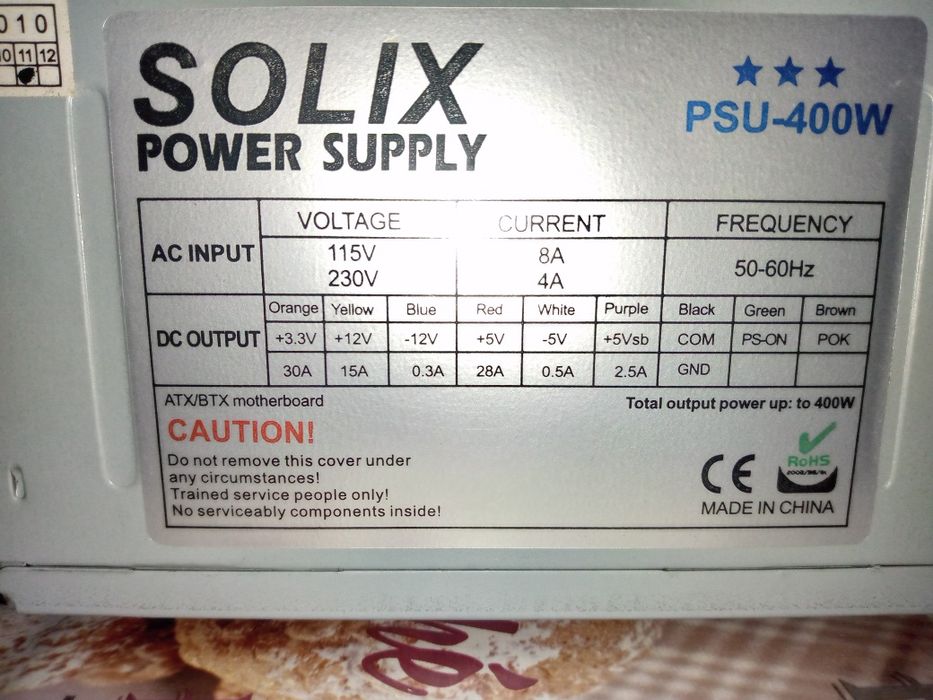 010
10 11 12
SOLIX
POWER SUPPLY
PSU-400W
AC INPUT
VOLTAGE CURRENT FREQUENCY
115V 8A 50-60Hz
230V 4A
DC OUTPUT
Orange Yellow Blue Red White Purple Black Green Brown
+3.3V +12V -12V +5V -5V +5Vsb COM PS-ON POK
30A 15A 0.3A 28A 0.5A 2.5A GND
ATX/BTX motherboard
Total output power up: to 400W
CAUTION!
Do not remove this cover under
any circumstances!
Trained service people only!
No serviceably components inside!
CE
RoHS
MADE IN CHINA